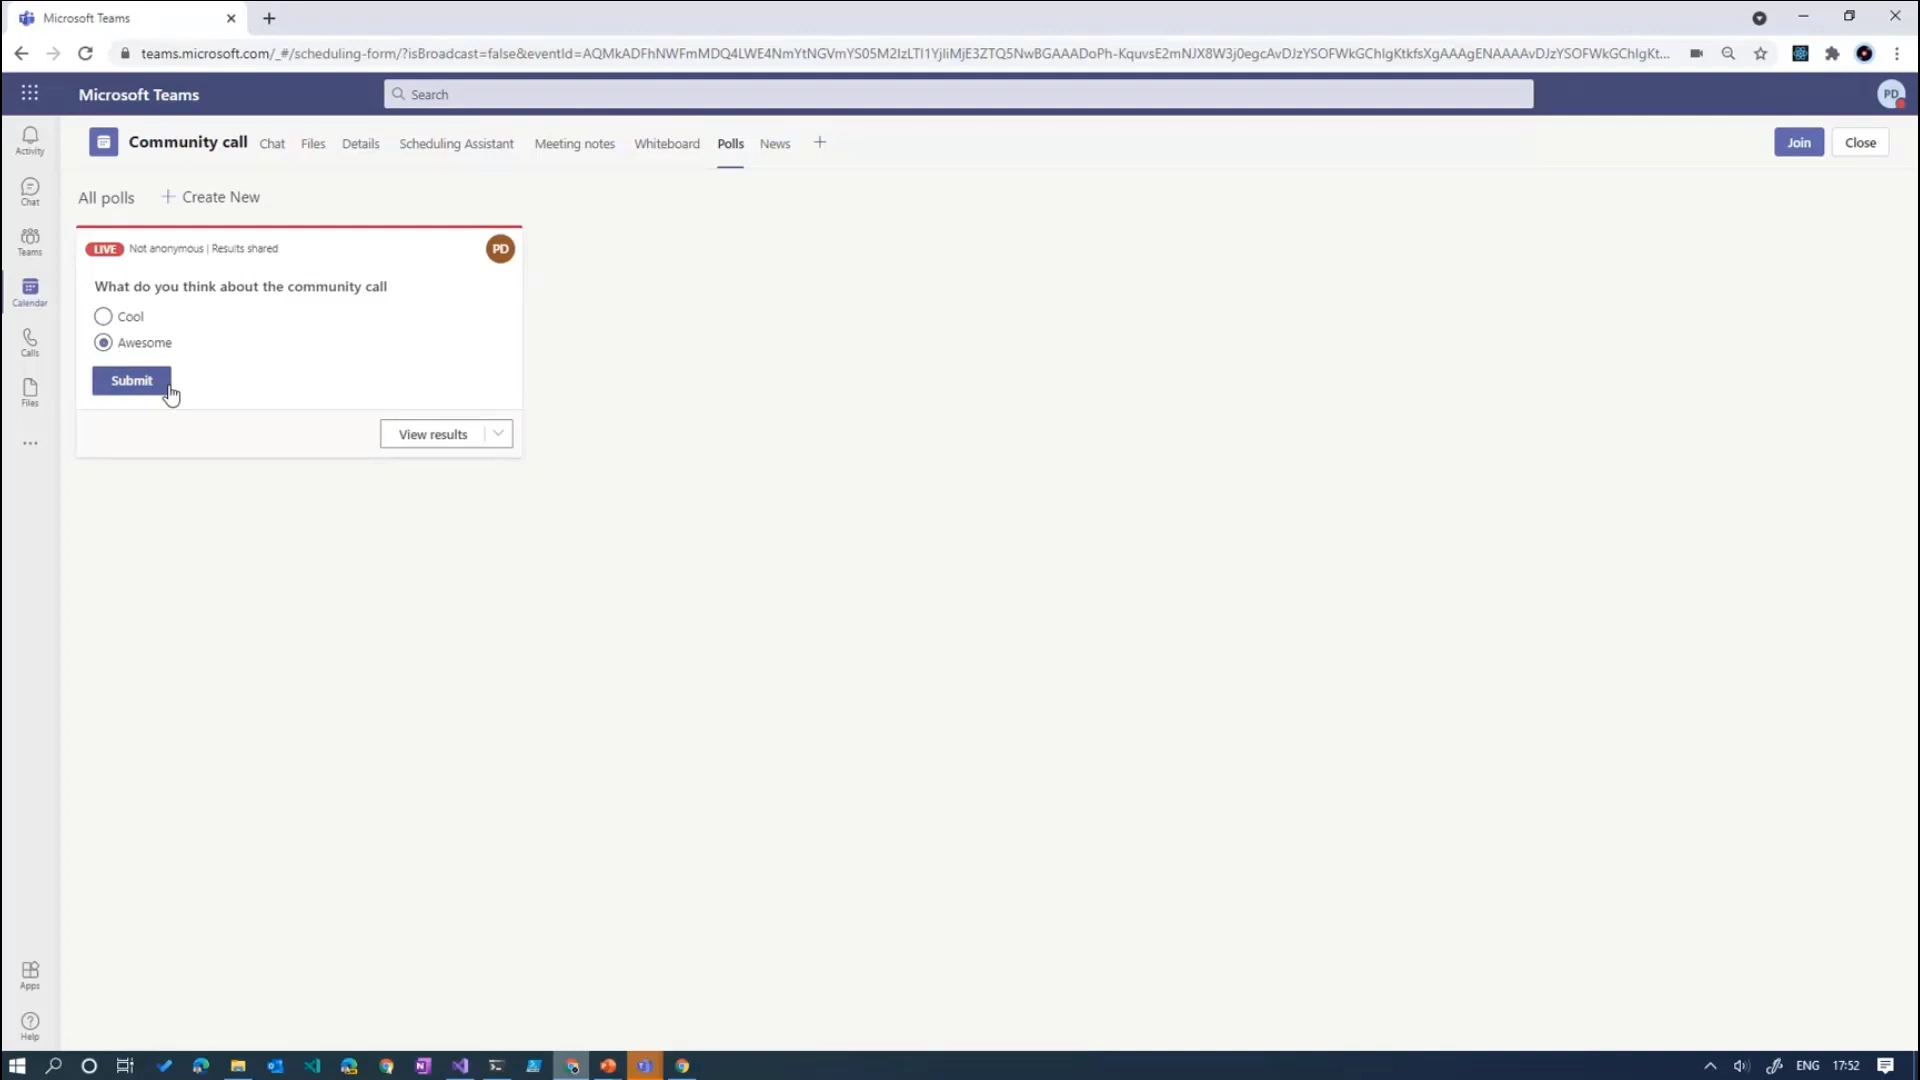 Microsoft Teams
teams.microsoft.com/_#/scheduling-form/?isBroadcast=false&eventId=AQMkADFhNWFmMDQ4LWE4NmYtNGVmYS05M2IzLTI1YjliMjE3ZTQ5NwBGAAADoPh-KquvsE2mNJX8W3j0egcAvDJzYSOFWkGChIgKtkfsXgAAAgENAAAAvDJzYSOFWkGChIgKt...
Microsoft Teams
Search
PD
Community call Chat Files Details Scheduling Assistant Meeting notes Whiteboard Polls News
Join Close
Activity
Chat
Teams
Calendar
Calls
Files
All polls Create New
LIVE Not anonymous | Results shared PD
What do you think about the community call
Cool
Awesome
Submit
View results
Apps
Help
ENG 17:52